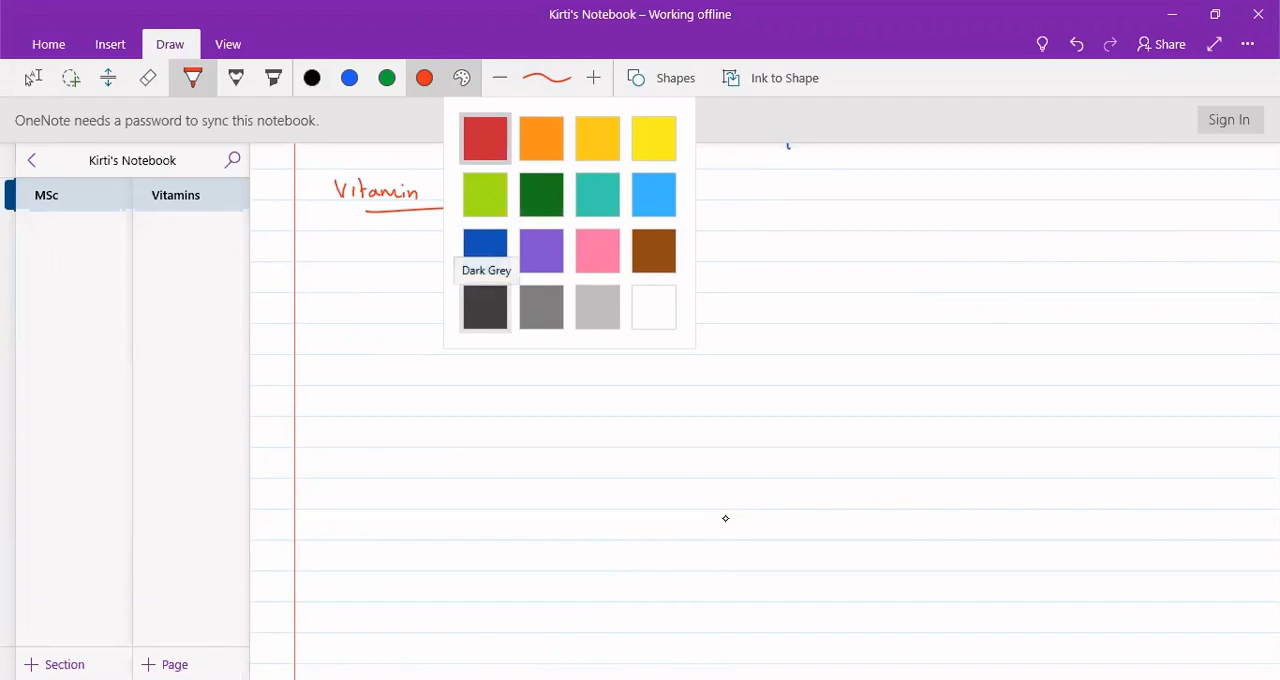 Kirti's Notebook – Working offline
Home Insert Draw View Share
Shapes Ink to Shape
OneNote needs a password to sync this notebook. Sign In
Kirti's Notebook
MSc Vitamins
Vitamin
Dark Grey
Section Page